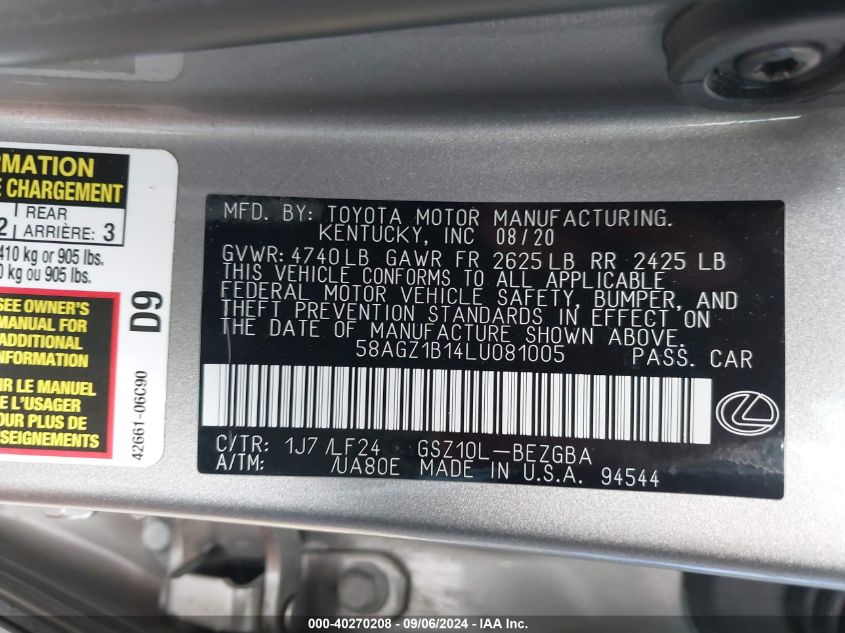 RMATION
E CHARGEMENT
2 REAR
ARRIÈRE: 3
410 kg or 905 lbs.
0 kg ou 905 lbs.
SEE OWNER'S
MANUAL FOR
ADDITIONAL
INFORMATION
R LE MANUEL
L'USAGER
OUR PLUS DE
NSEIGNEMENTS
D9
42661-06C90
MFD. BY: TOYOTA MOTOR MANUFACTURING.
KENTUCKY, INC 08/20
GVWR: 4740LB GAWR FR 2625LB RR 2425 LB
THIS VEHICLE CONFORMS TO ALL APPLICABLE
FEDERAL MOTOR VEHICLE SAFETY, BUMPER, AND
THEFT PREVENTION STANDARDS IN EFFECT ON
THE DATE OF MANUFACTURE SHOWN ABOVE.
58AGZ1B14LU081005 PASS. CAR
C/TR: 1J7 /LF24 GSZ10L-BEZGBA
A/TM: /UA80E MADE IN U.S.A. 94544
000-40270208 - 09/06/2024 - IAA Inc.